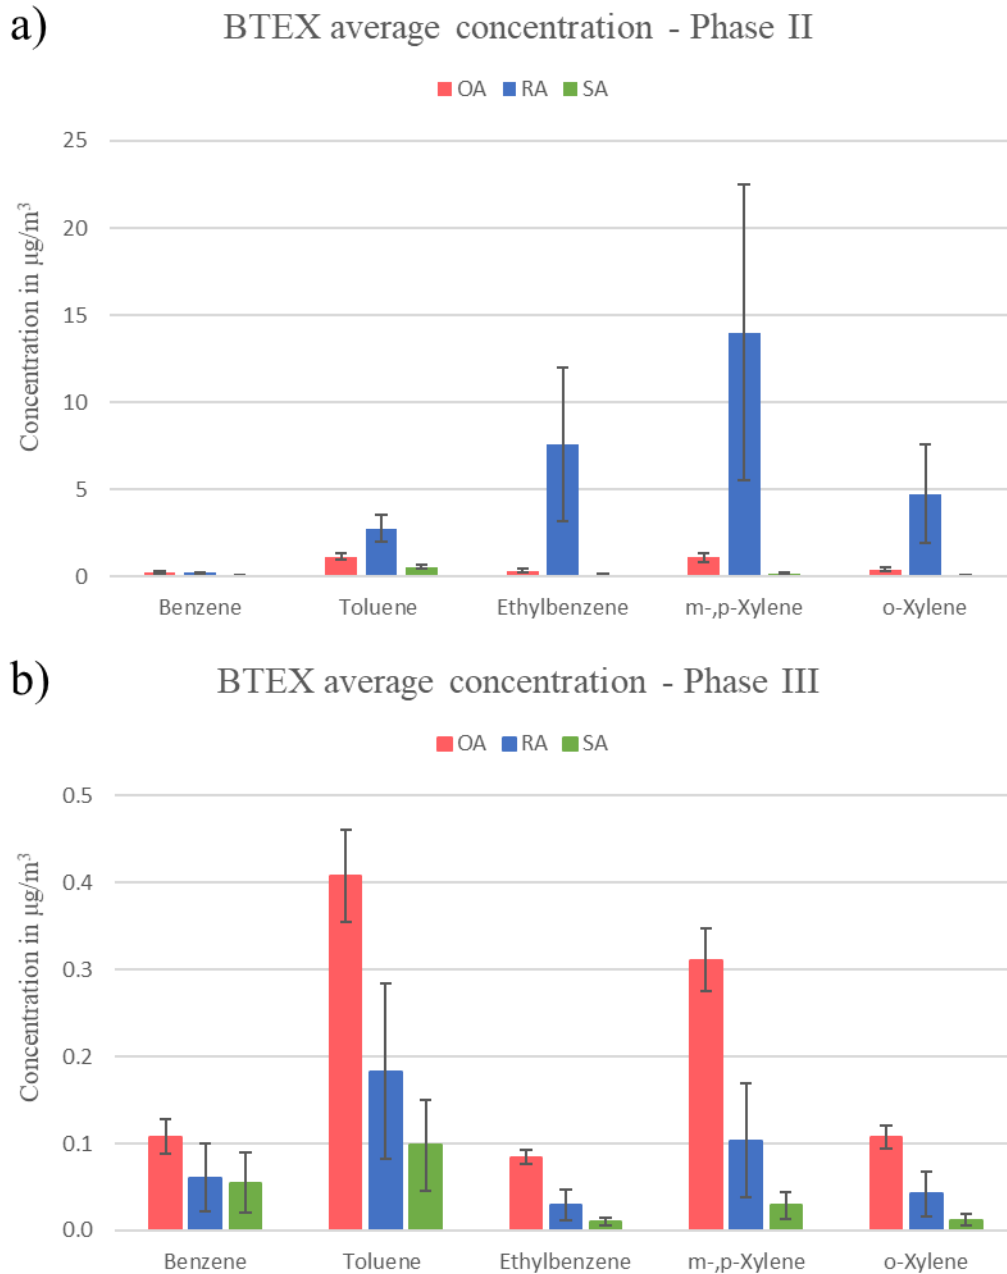 a)
BTEX average concentration - Phase II
OA RA SA
Concentration in µg/m³
25
20
15
10
5
0
Benzene Toluene Ethylbenzene m-,p-Xylene o-Xylene
b)
BTEX average concentration - Phase III
OA RA SA
Concentration in µg/m³
0.5
0.4
0.3
0.2
0.1
0.0
Benzene Toluene Ethylbenzene m-,p-Xylene o-Xylene